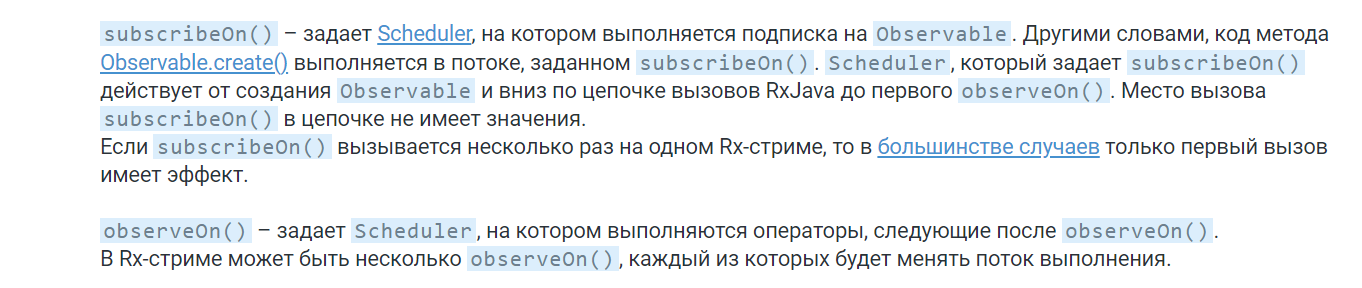 subscribeOn() – задает Scheduler, на котором выполняется подписка на Observable. Другими словами, код метода
Observable.create() выполняется в потоке, заданном subscribeOn(). Scheduler, который задает subscribeOn()
действует от создания Observable и вниз по цепочке вызовов RxJava до первого observeOn(). Место вызова
subscribeOn() в цепочке не имеет значения.
Если subscribeOn() вызывается несколько раз на одном Rx-стриме, то в большинстве случаев только первый вызов
имеет эффект.
observeOn() – задает Scheduler, на котором выполняются операторы, следующие после observeOn().
В Rx-стриме может быть несколько observeOn(), каждый из которых будет менять поток выполнения.